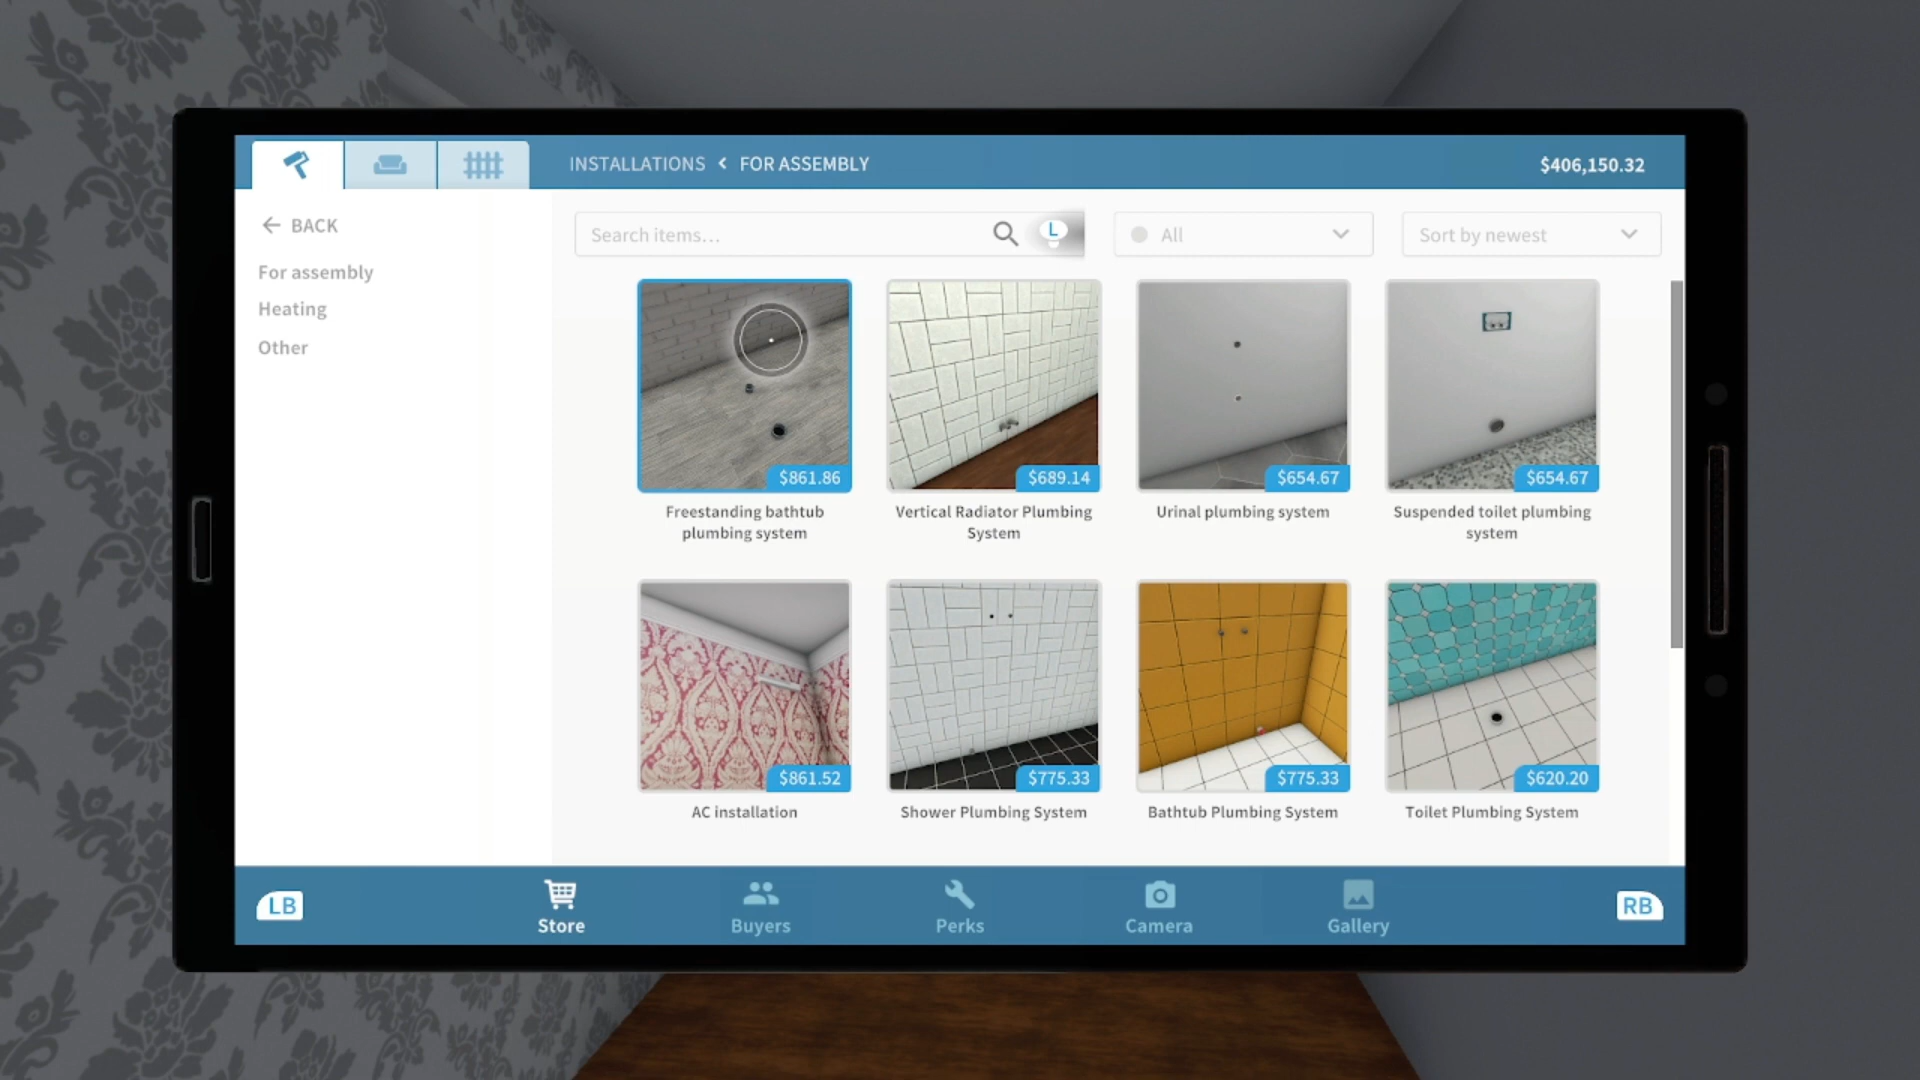 INSTALLATIONS < FOR ASSEMBLY
$406,150.32
BACK
Search items...
L
All
Sort by newest
For assembly
Heating
Other
$861.86
$689.14
$654.67
$654.67
Freestanding bathtub
plumbing system
Vertical Radiator Plumbing
System
Urinal plumbing system
Suspended toilet plumbing
system
$861.52
$775.33
$775.33
$620.20
AC installation
Shower Plumbing System
Bathtub Plumbing System
Toilet Plumbing System
LB
Store
Buyers
Perks
Camera
Gallery
RB